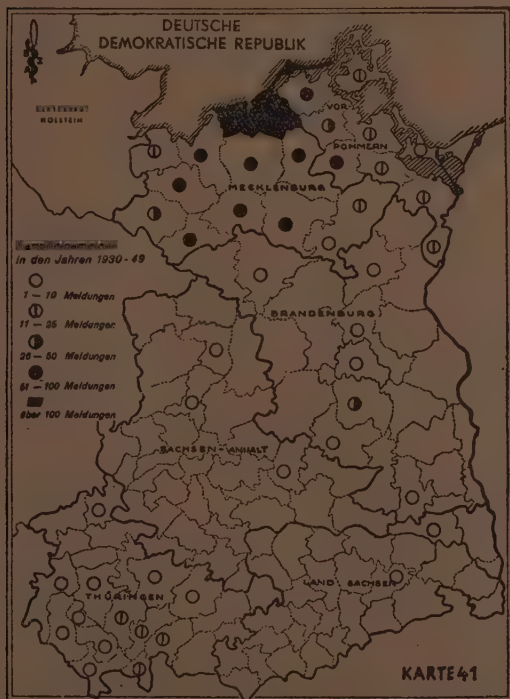 DEUTSCHE
DEMOKRATISCHE REPUBLIK
HOLSTEIN
VOR
POMMERN
MECKLENBURG
in den Jahren 1930-49
1 – 10 Meldungen
11 – 25 Meldungen
26 – 50 Meldungen
51 – 100 Meldungen
über 100 Meldungen
BRANDENBURG
SACHSEN-ANHALT
LAND SACHSEN
THÜRINGEN
KARTE 41